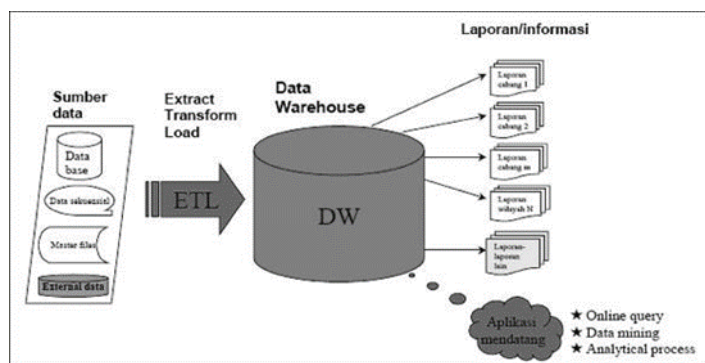 Laporan/informasi
Sumber
data
Data
base
Data sekuensial
Master files
External data
Extract
Transform
Load
ETL
Data
Warehouse
DW
Laporan
cabang 1
Laporan
cabang 2
Laporan
cabang m
Laporan
wilayah N
Laporan-
laporan
lain
Aplikasi
mendatang
★ Online query
★ Data mining
★ Analytical process